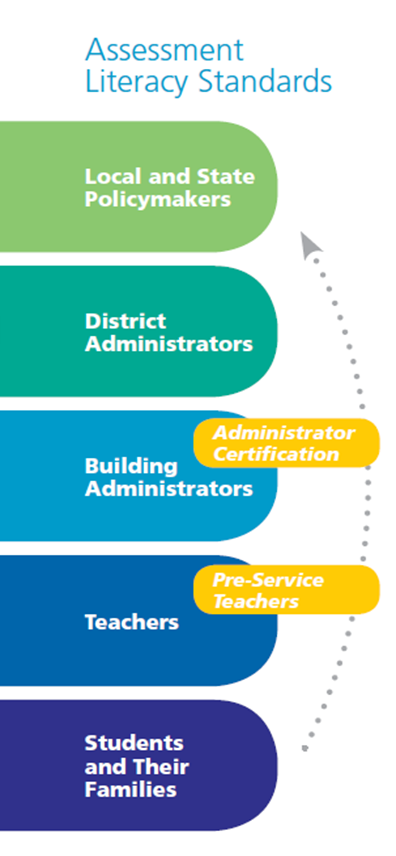 Assessment
Literacy Standards
Local and State
Policymakers
District
Administrators
Administrator
Certification
Building
Administrators
Pre-Service
Teachers
Teachers
Students
and Their
Families